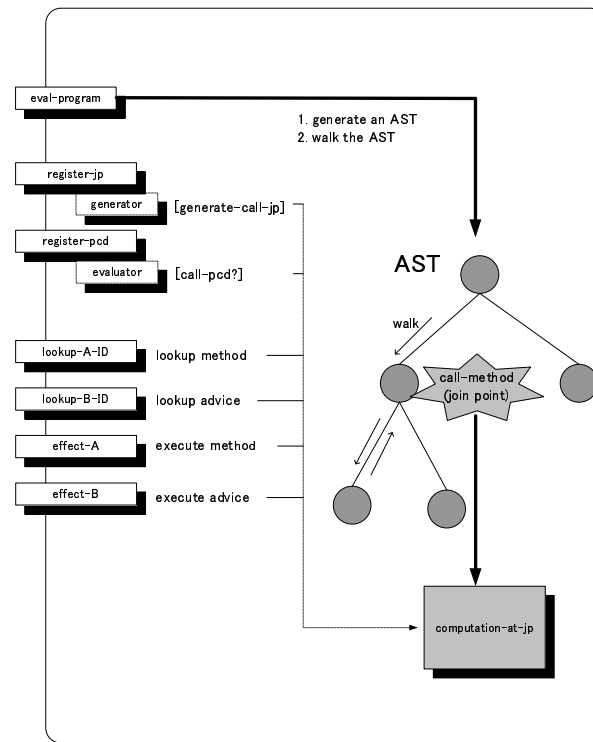 eval-program
1. generate an AST
2. walk the AST
register-jp
generator [generate-call-jp]
register-pcd
evaluator [call-pcd?]
AST
walk
lookup-A-ID lookup method
call-method
(join point)
lookup-B-ID lookup advice
effect-A execute method
effect-B execute advice
computation-at-jp